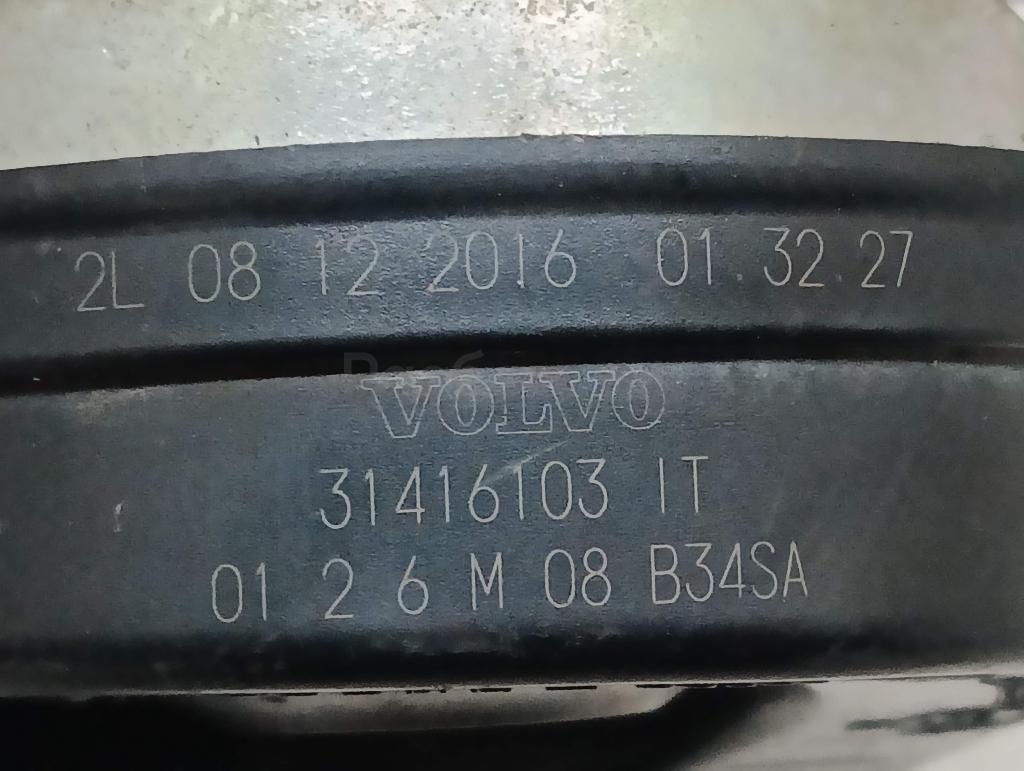 2L 08 12 2016 01 32 27
VOLVO
31416103 IT
01 2 6 M 08 B34SA